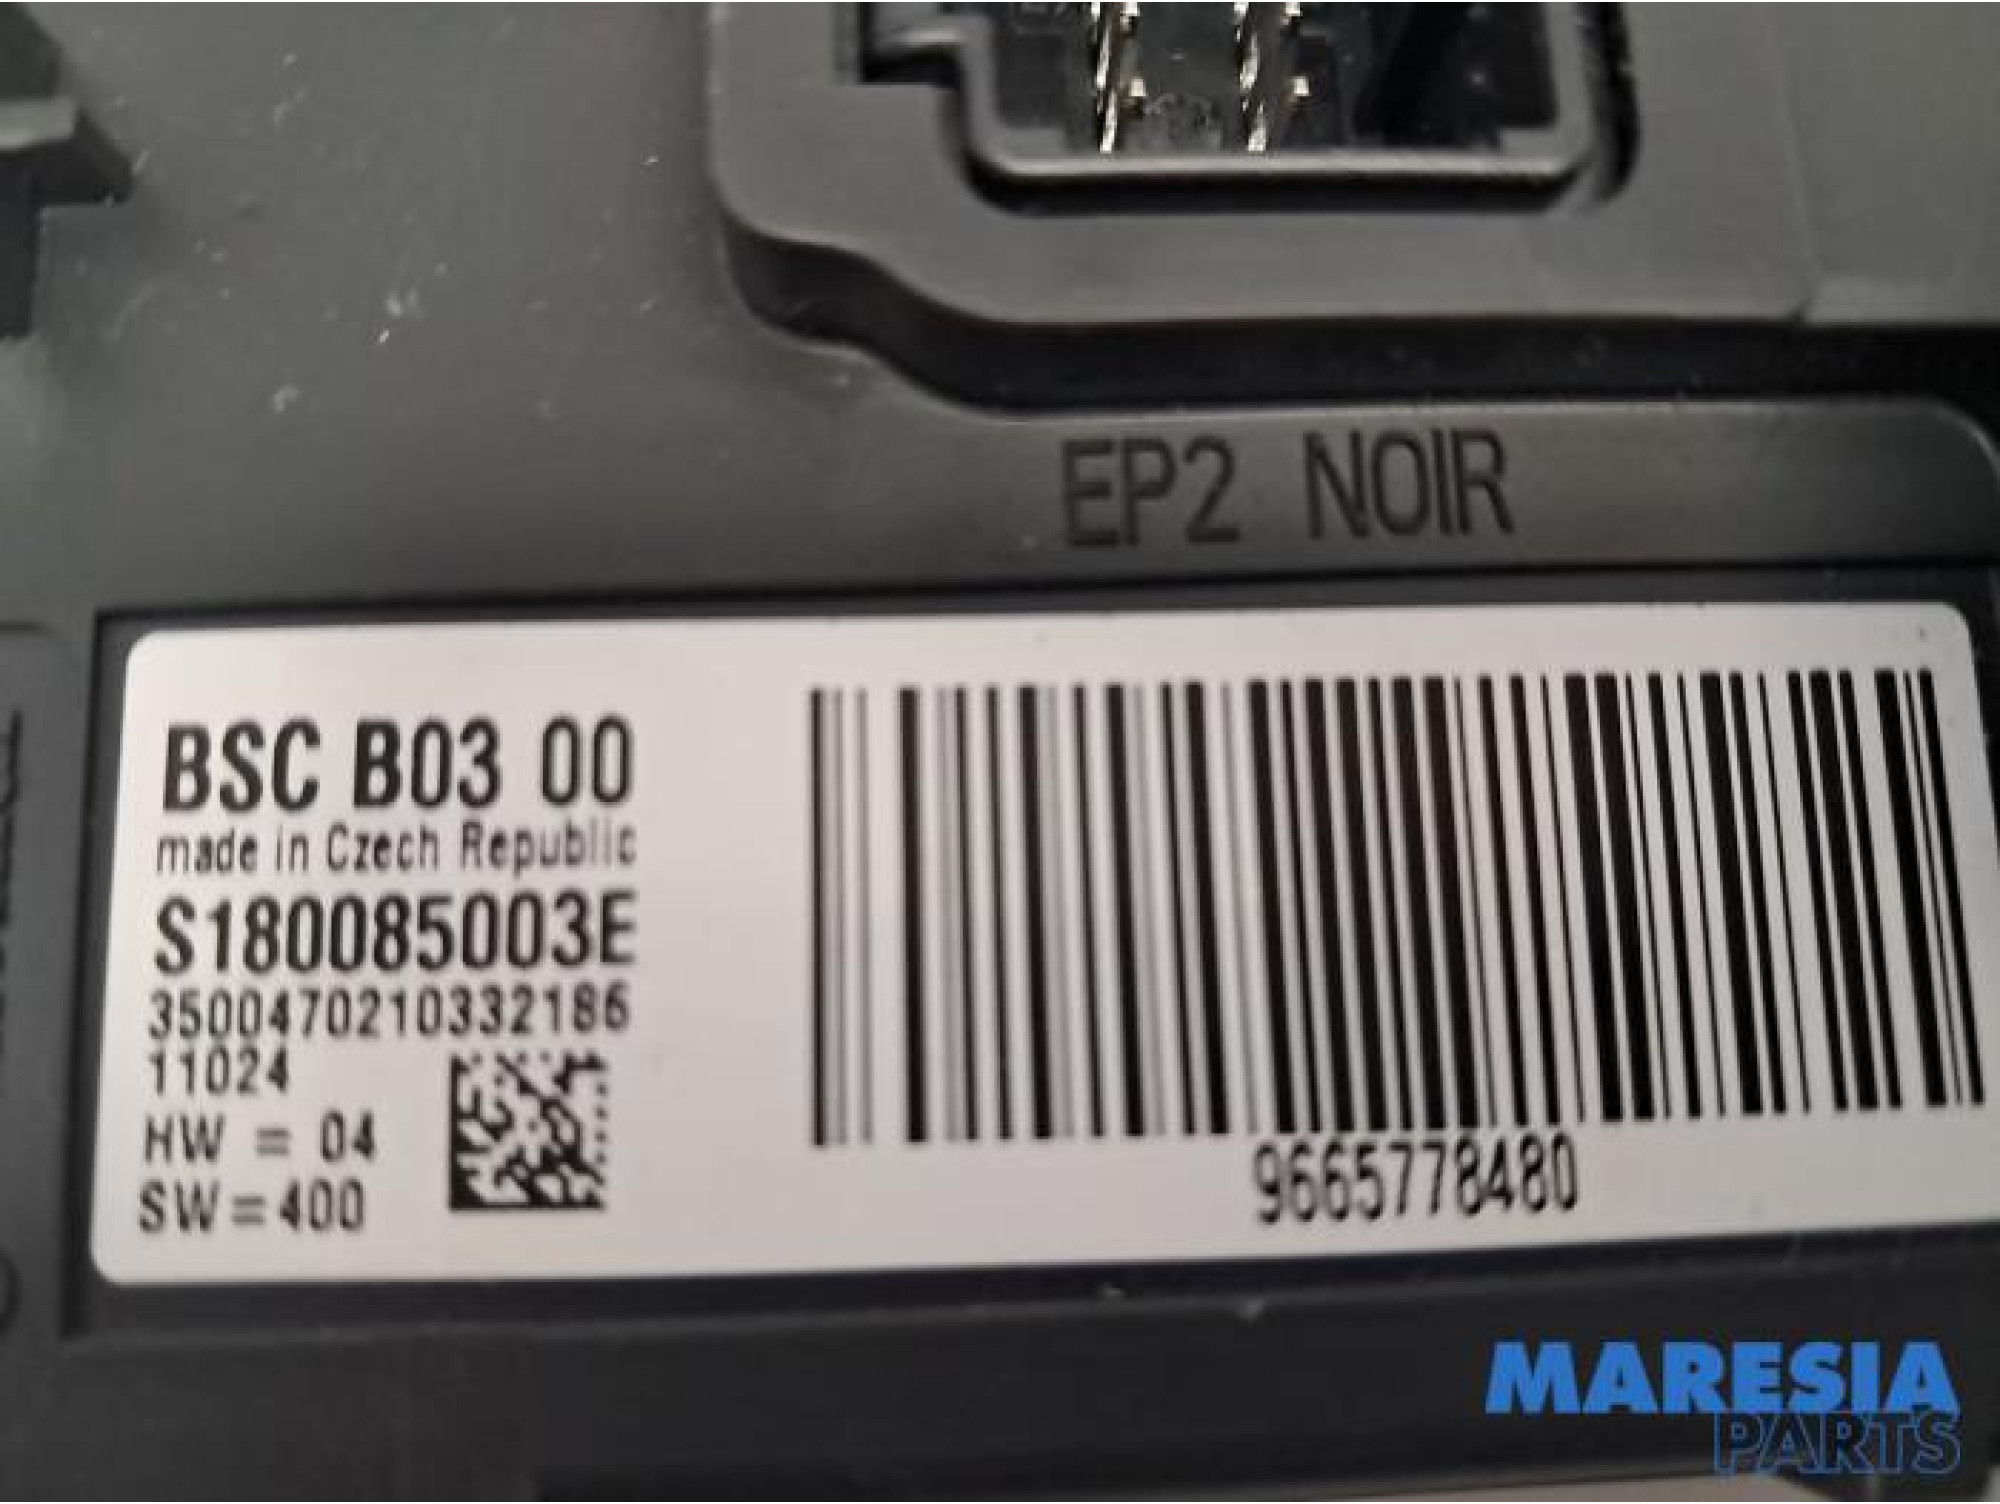 EP2 NOIR
BSC B03 00
made in Czech Republic
S180085003E
3500470210332186
11024
HW = 04
SW=400
9665778480
MARESIA
PARTS